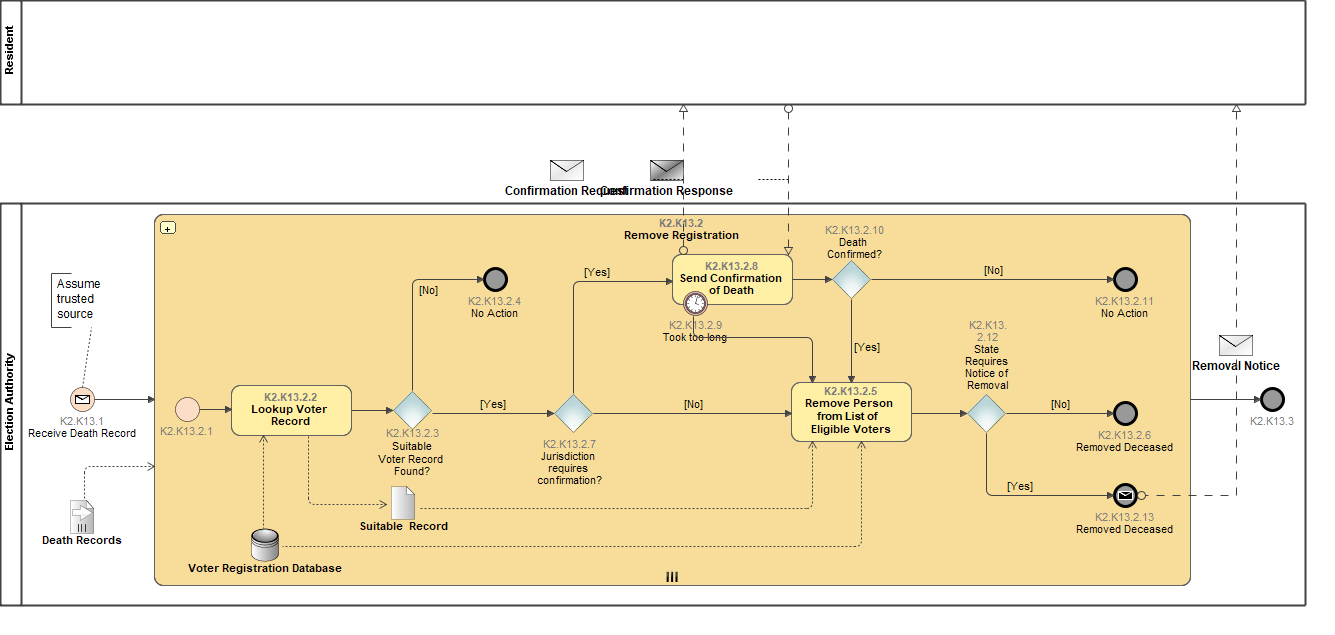 Resident
Confirmation Request
Confirmation Response
Election Authority
K2.K13.2
Remove Registration
Assume
trusted
source
K2.K13.1
Receive Death Record
Death Records
K2.K13.2.1
K2.K13.2.2
Lookup Voter
Record
K2.K13.2.3
Suitable
Voter Record
Found?
[No]
K2.K13.2.4
No Action
[Yes]
K2.K13.2.7
Jurisdiction
requires
confirmation?
[Yes]
[No]
K2.K13.2.8
Send Confirmation
of Death
K2.K13.2.9
Took too long
K2.K13.2.10
Death
Confirmed?
[No]
K2.K13.2.11
No Action
[Yes]
K2.K13.2.5
Remove Person
from List of
Eligible Voters
K2.K13.
2.12
State
Requires
Notice of
Removal
[No]
K2.K13.2.6
Removed Deceased
[Yes]
K2.K13.2.13
Removed Deceased
Suitable Record
Voter Registration Database
Removal Notice
K2.K13.3